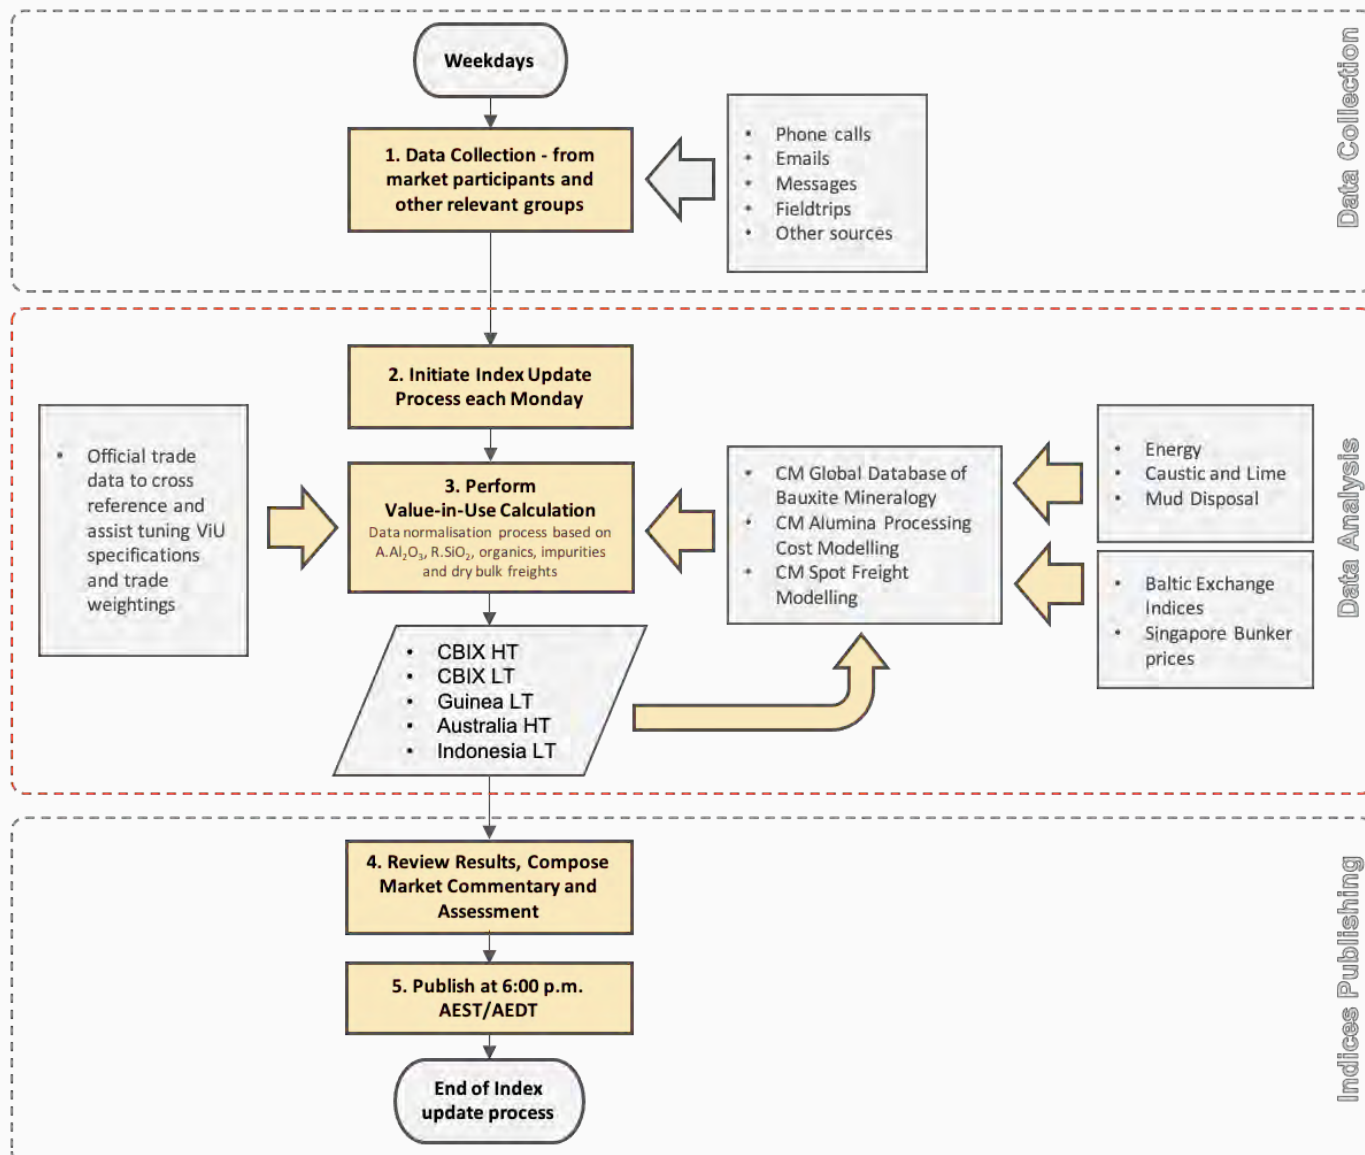 Weekdays
1. Data Collection - from
market participants and
other relevant groups
• Phone calls
• Emails
• Messages
• Fieldtrips
• Other sources
Data Collection
2. Initiate Index Update
Process each Monday
• Official trade
data to cross
reference and
assist tuning ViU
specifications
and trade
weightings
3. Perform
Value-in-Use Calculation
Data normalisation process based on
A.Al₂O₃, R.SiO₂, organics, impurities
and dry bulk freights
• CM Global Database of
Bauxite Mineralogy
• CM Alumina Processing
Cost Modelling
• CM Spot Freight
Modelling
• Energy
• Caustic and Lime
• Mud Disposal
• Baltic Exchange
Indices
• Singapore Bunker
prices
Data Analysis
• CBIX HT
• CBIX LT
• Guinea LT
• Australia HT
• Indonesia LT
4. Review Results, Compose
Market Commentary and
Assessment
5. Publish at 6:00 p.m.
AEST/AEDT
End of Index
update process
Indices Publishing